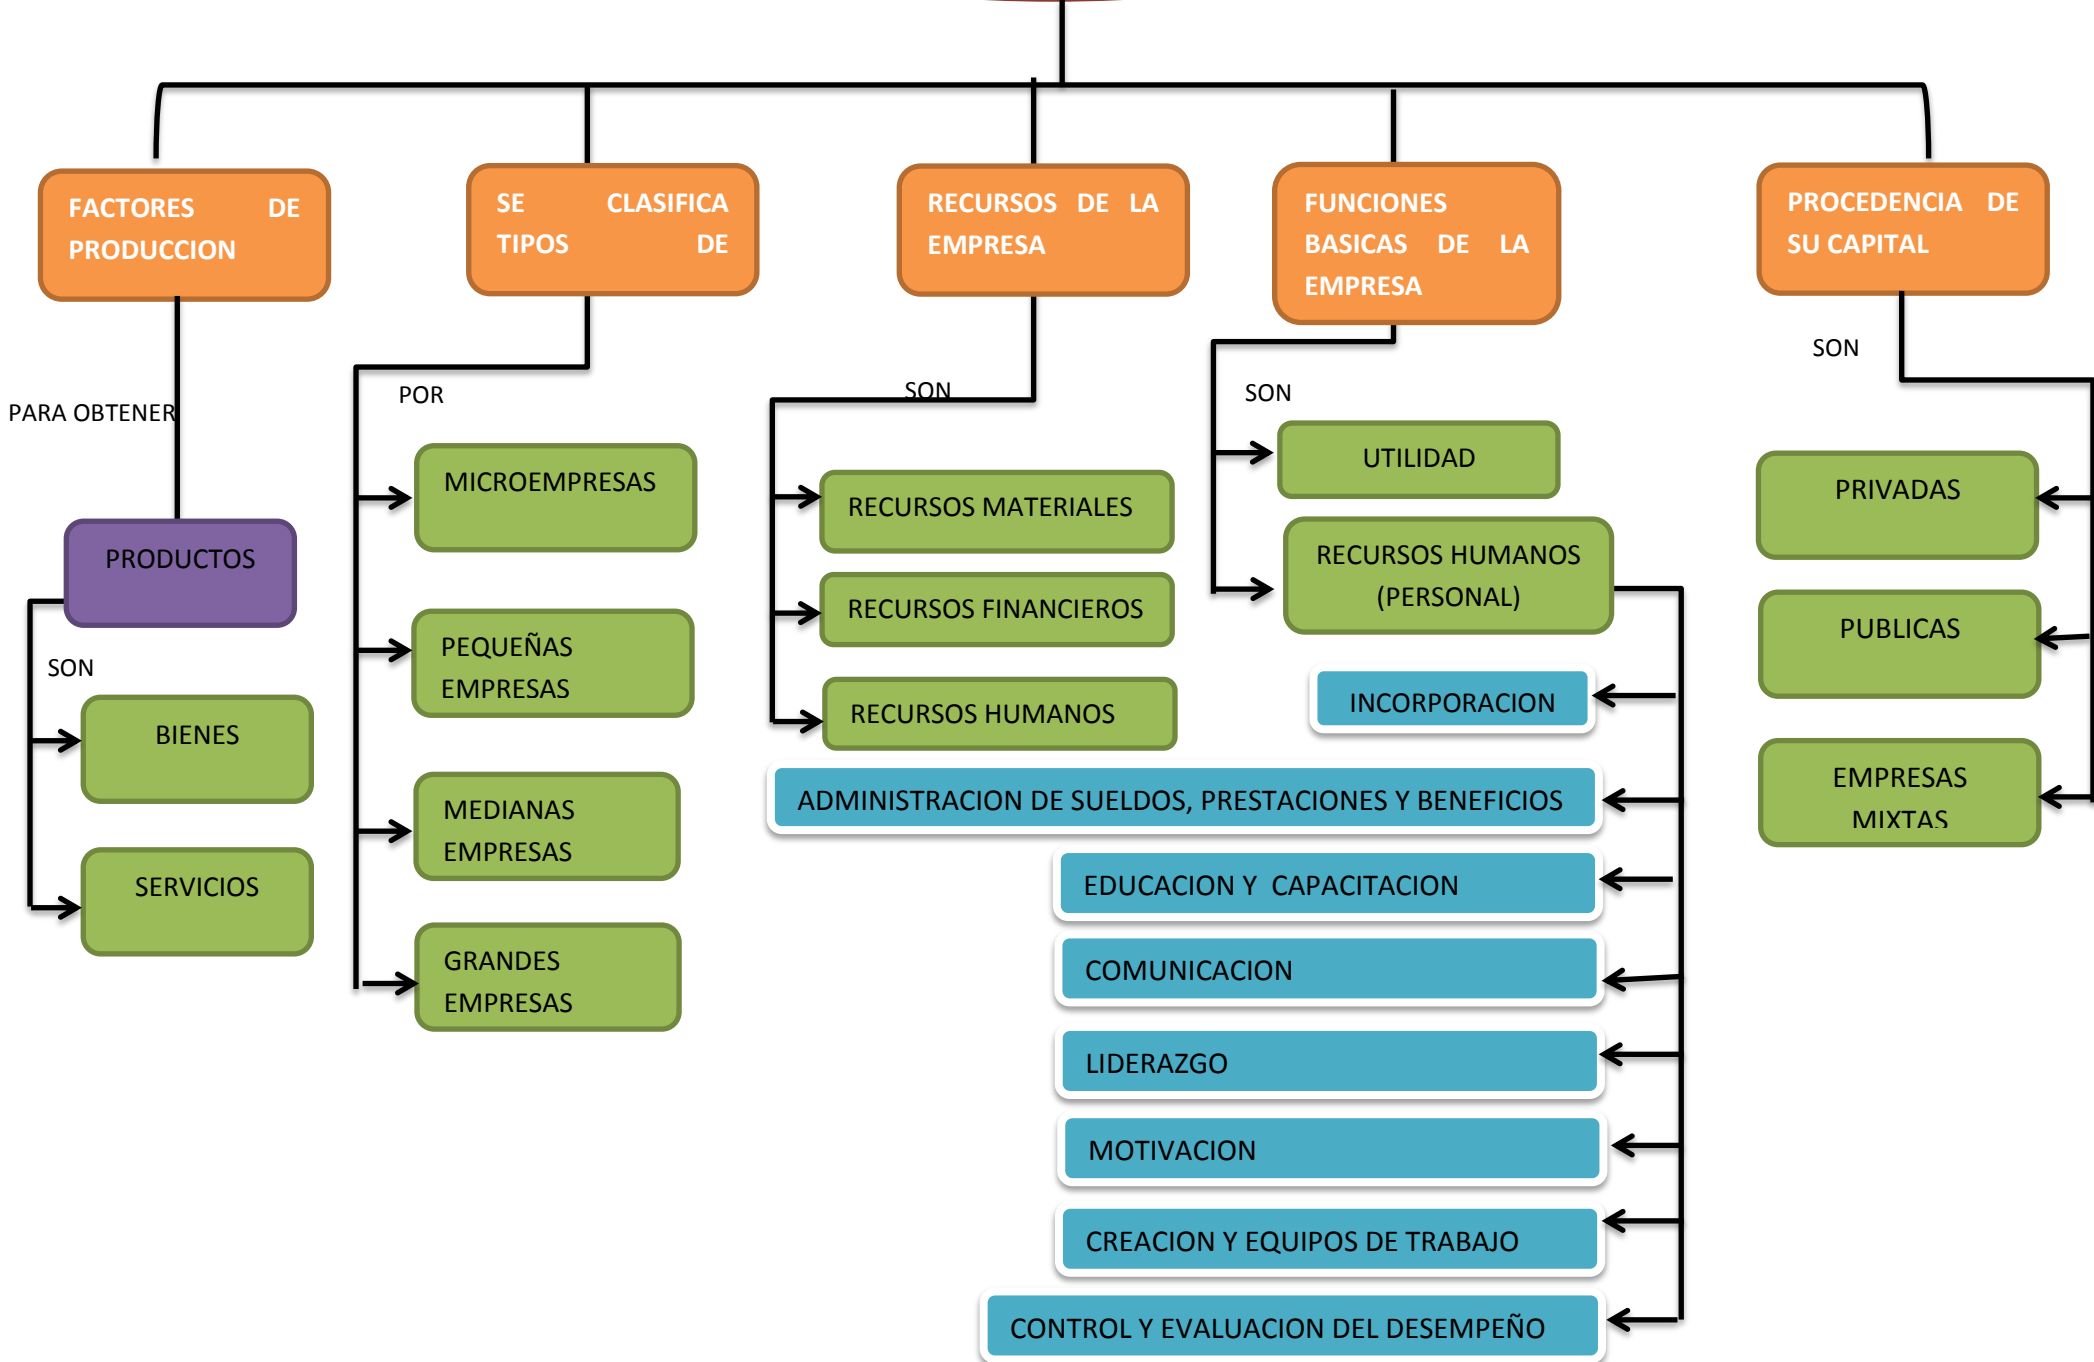 FACTORES DE
PRODUCCION
SE CLASIFICA
TIPOS DE
RECURSOS DE LA
EMPRESA
FUNCIONES
BASICAS DE LA
EMPRESA
PROCEDENCIA DE
SU CAPITAL
PARA OBTENER
PRODUCTOS
SON
BIENES
SERVICIOS
POR
MICROEMPRESAS
PEQUEÑAS
EMPRESAS
MEDIANAS
EMPRESAS
GRANDES
EMPRESAS
SON
RECURSOS MATERIALES
RECURSOS FINANCIEROS
RECURSOS HUMANOS
SON
UTILIDAD
RECURSOS HUMANOS
(PERSONAL)
INCORPORACION
ADMINISTRACION DE SUELDOS, PRESTACIONES Y BENEFICIOS
EDUCACION Y CAPACITACION
COMUNICACION
LIDERAZGO
MOTIVACION
CREACION Y EQUIPOS DE TRABAJO
CONTROL Y EVALUACION DEL DESEMPEÑO
SON
PRIVADAS
PUBLICAS
EMPRESAS
MIXTAS